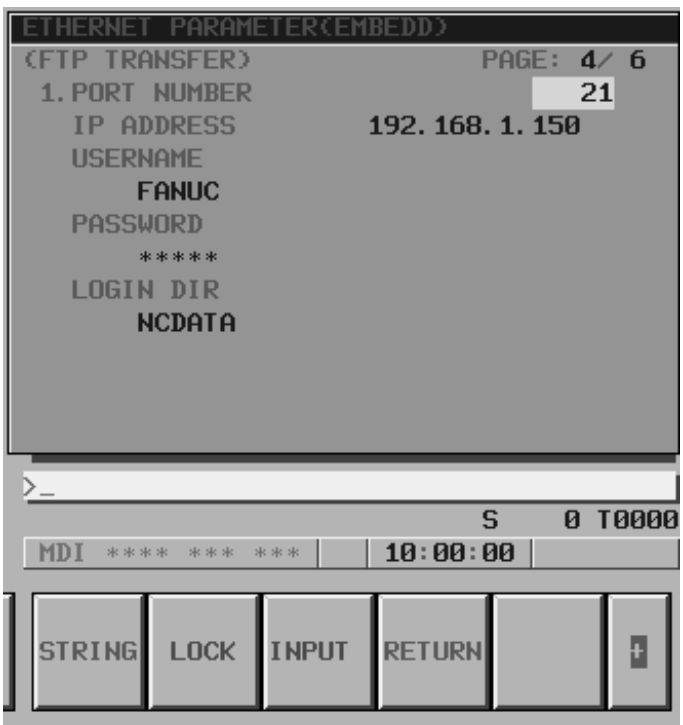 ETHERNET PARAMETER(EMBEDD)
(FTP TRANSFER) PAGE: 4/ 6
1. PORT NUMBER 21
IP ADDRESS 192.168.1.150
USERNAME
FANUC
PASSWORD
*****
LOGIN DIR
NCDATA
>_
S 0 T0000
MDI **** *** *** 10:00:00
STRING LOCK INPUT RETURN +